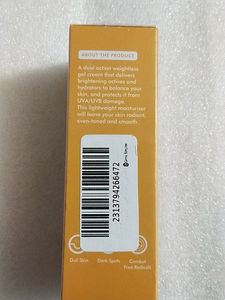 ABOUT THE PRODUCT
A dual action weightless
gel cream that delivers
brightening actives and
hydrators to balance your
skin, and protects it from
UVA/UVB damage.
This lightweight moisturiser
will leave your skin radiant,
even-toned and smooth.
2313794266472
Dull Skin
Dark Spots
Combat
Free Radicals